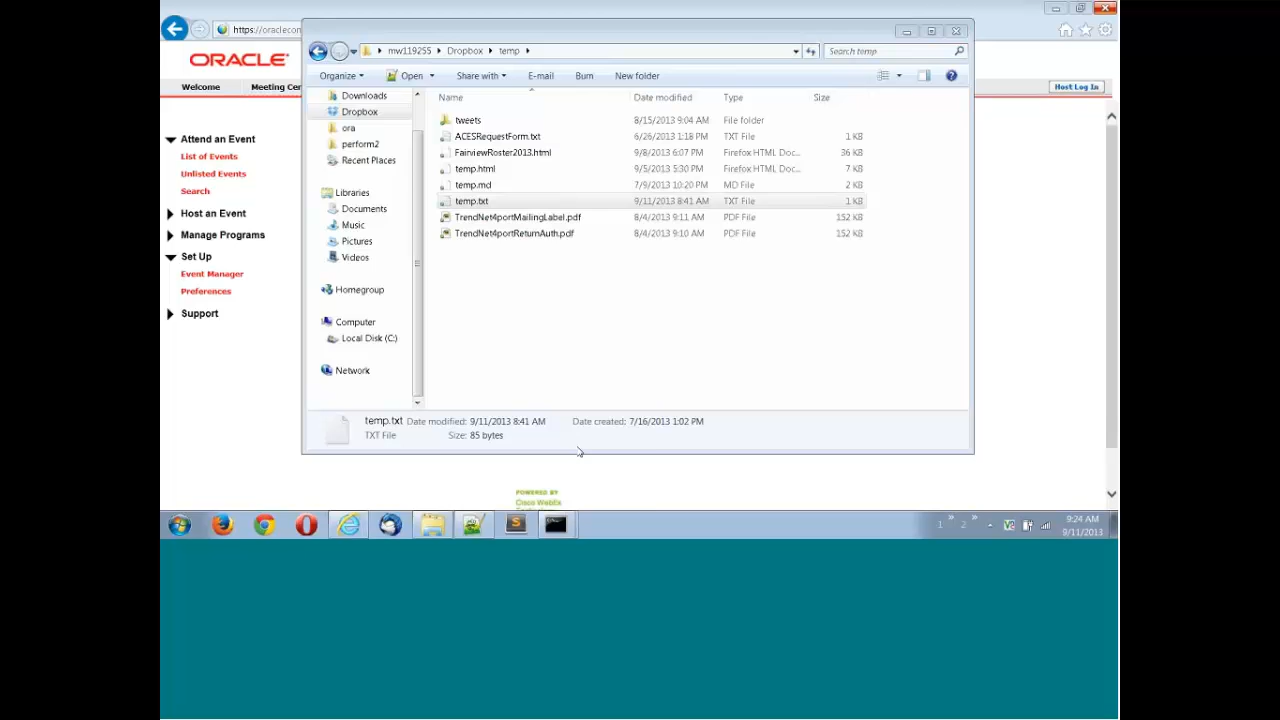 https://oraclecon
ORACLE
Welcome Meeting Cen
Host Log In
Attend an Event
List of Events
Unlisted Events
Search
Host an Event
Manage Programs
Set Up
Event Manager
Preferences
Support
mw119255 Dropbox temp
Search temp
Organize Open Share with E-mail Burn New folder
Downloads
Dropbox
ora
perform2
Recent Places
Libraries
Documents
Music
Pictures
Videos
Homegroup
Computer
Local Disk (C:)
Network
Name Date modified Type Size
tweets 8/15/2013 9:04 AM File folder
ACESRequestForm.txt 6/26/2013 1:18 PM TXT File 1 KB
FairviewRoster2013.html 9/8/2013 6:07 PM Firefox HTML Doc... 36 KB
temp.html 9/5/2013 5:30 PM Firefox HTML Doc... 7 KB
temp.md 7/9/2013 10:20 PM MD File 2 KB
temp.txt 9/11/2013 8:41 AM TXT File 1 KB
TrendNet4portMailingLabel.pdf 8/4/2013 9:11 AM PDF File 152 KB
TrendNet4portReturnAuth.pdf 8/4/2013 9:10 AM PDF File 152 KB
temp.txt Date modified: 9/11/2013 8:41 AM Date created: 7/16/2013 1:02 PM
TXT File Size: 85 bytes
POWERED BY
Cisco WebEx
1 » 2 »
9:24 AM
9/11/2013